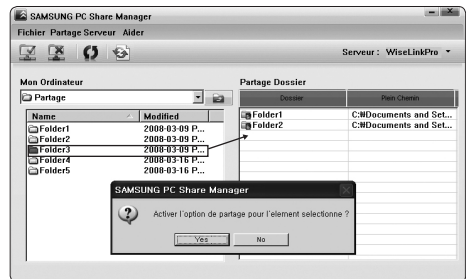 SAMSUNG PC Share Manager
Fichier Partage Serveur Aider
Serveur : WiseLinkPro
Mon Ordinateur
Partage Dossier
Partage
Dossier
Plein Chemin
Name
Modified
Folder1
2008-03-09 P...
Folder2
2008-03-09 P...
Folder3
2008-03-09 P...
Folder4
2008-03-16 P...
Folder5
2008-03-16 P...
Folder1
C:₩Documents and Set...
Folder2
C:₩Documents and Set...
SAMSUNG PC Share Manager
Activer l'option de partage pour l'element selectionne ?
Yes
No